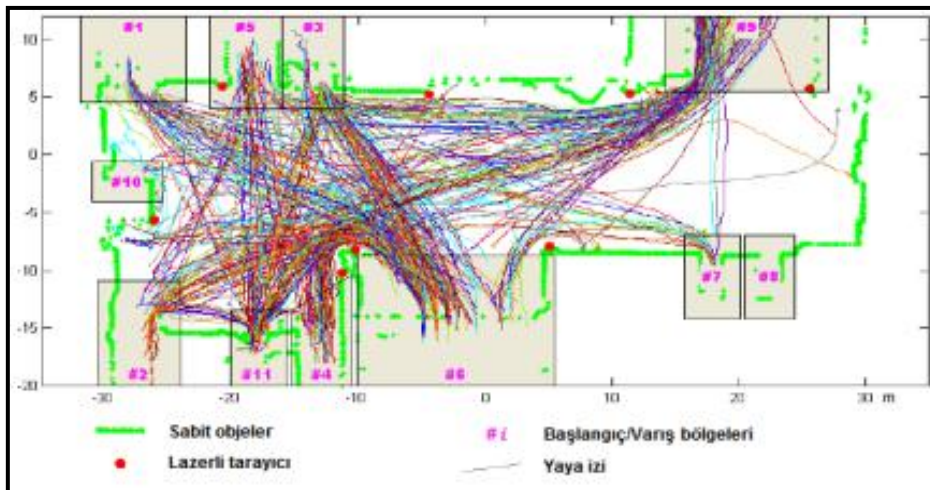 #1 #5 #3 #9
10
5
0
#10
-5
-10
#7 #8
-15
#2 #11 #4 #6
-20
-30 -20 -10 0 10 20 30 m
Sabit objeler #i Başlangıç/Varış bölgeleri
Lazerli tarayıcı Yaya izi